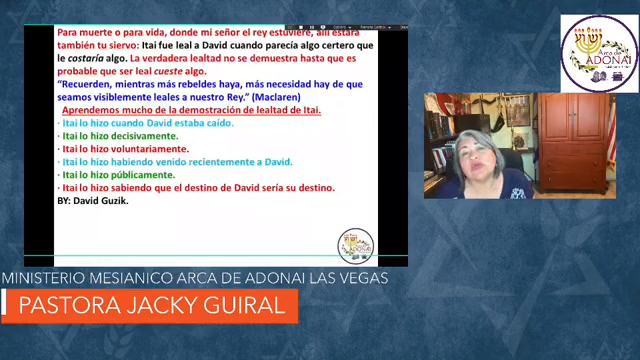 Para muerte o para vida, donde mi señor el rey estuviere, allí estará
también tu siervo: Itai fue leal a David cuando parecía algo certero que
le costaría algo. La verdadera lealtad no se demuestra hasta que es
probable que ser leal cueste algo.
“Recuerden, mientras más rebeldes haya, más necesidad hay de que
seamos visiblemente leales a nuestro Rey.” (Maclaren)
Aprendemos mucho de la demostración de lealtad de Itai.
· Itai lo hizo cuando David estaba caído.
· Itai lo hizo decisivamente.
· Itai lo hizo voluntariamente.
· Itai lo hizo habiendo venido recientemente a David.
· Itai lo hizo públicamente.
· Itai lo hizo sabiendo que el destino de David sería su destino.
BY: David Guzik.
Arca de
ADONAI
MINISTERIO MESIANICO ARCA DE ADONAI LAS VEGAS
PASTORA JACKY GUIRAL